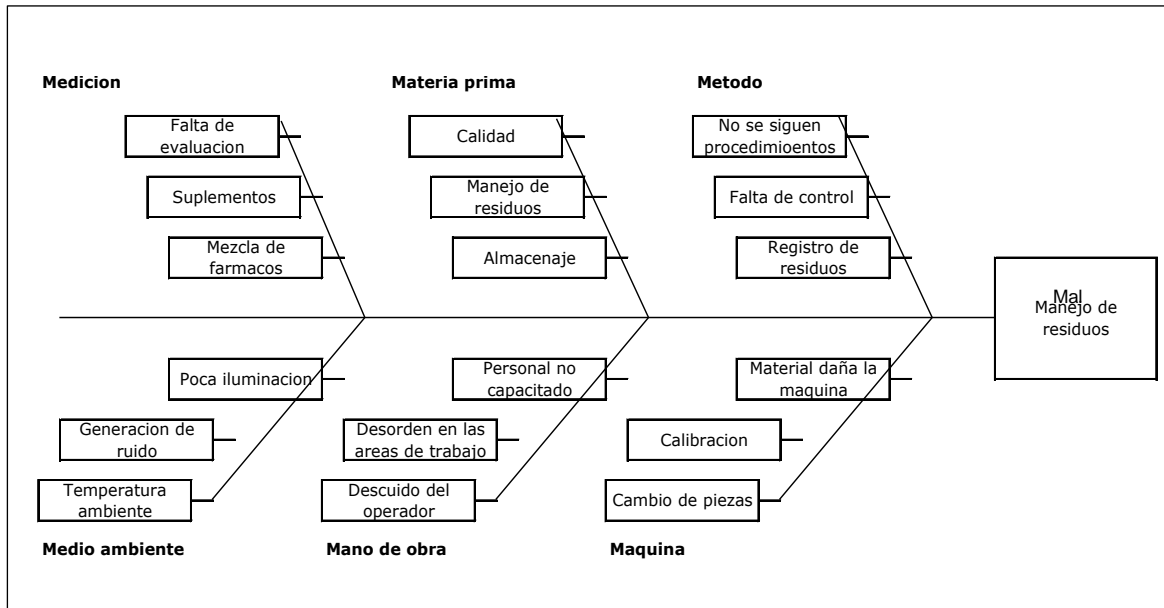 Medicion
Materia prima
Metodo
Falta de
evaluacion
Calidad
No se siguen
procedimioentos
Suplementos
Manejo de
residuos
Falta de control
Mezcla de
farmacos
Almacenaje
Registro de
residuos
Mal
Manejo de
residuos
Poca iluminacion
Personal no
capacitado
Material daña la
maquina
Generacion de
ruido
Desorden en las
areas de trabajo
Calibracion
Temperatura
ambiente
Descuido del
operador
Cambio de piezas
Medio ambiente
Mano de obra
Maquina